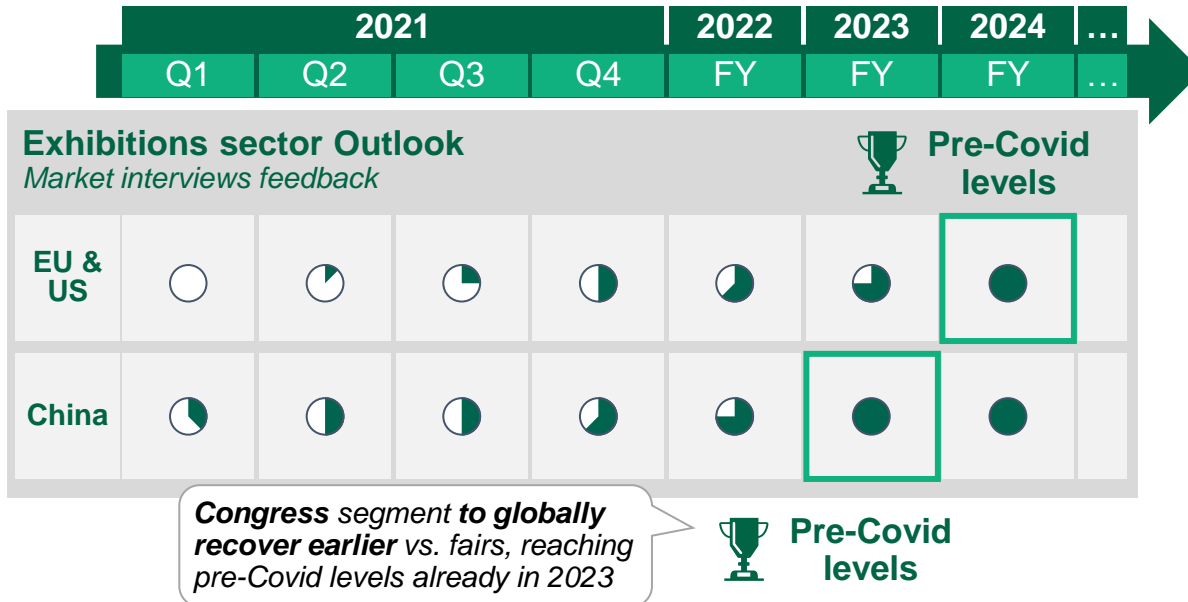 2021 2022 2023 2024 ...
Q1 Q2 Q3 Q4 FY FY FY ...
Exhibitions sector Outlook
Market interviews feedback
Pre-Covid
levels
EU &
US
China
Congress segment to globally
recover earlier vs. fairs, reaching
pre-Covid levels already in 2023
Pre-Covid
levels